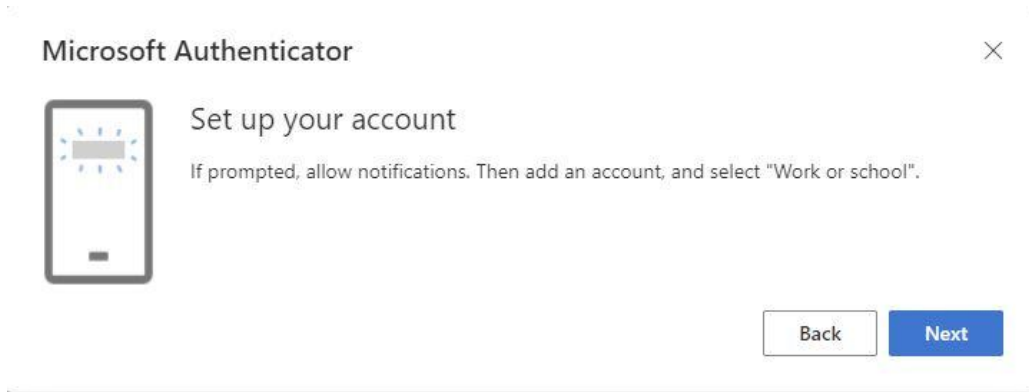 Microsoft Authenticator
Set up your account
If prompted, allow notifications. Then add an account, and select "Work or school".
Back
Next